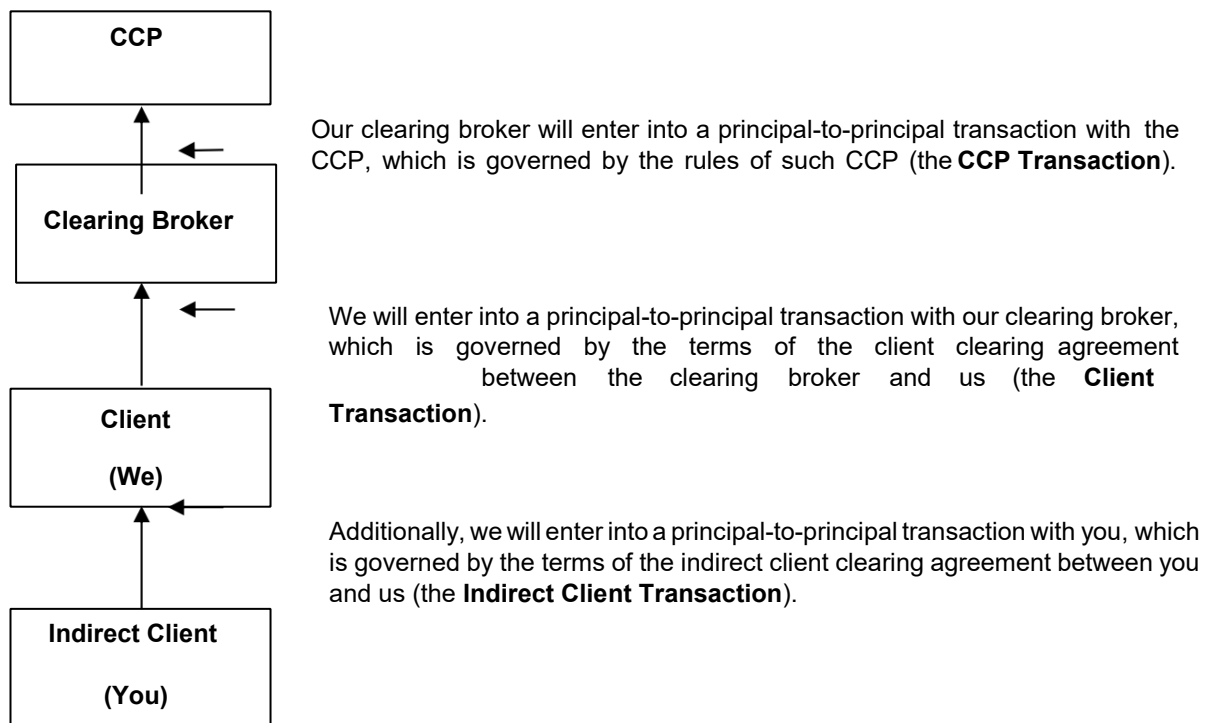 CCP
Our clearing broker will enter into a principal-to-principal transaction with the
CCP, which is governed by the rules of such CCP (the CCP Transaction).
Clearing Broker
We will enter into a principal-to-principal transaction with our clearing broker,
which is governed by the terms of the client clearing agreement
between the clearing broker and us (the Client
Transaction).
Client
(We)
Additionally, we will enter into a principal-to-principal transaction with you, which
is governed by the terms of the indirect client clearing agreement between you
and us (the Indirect Client Transaction).
Indirect Client
(You)